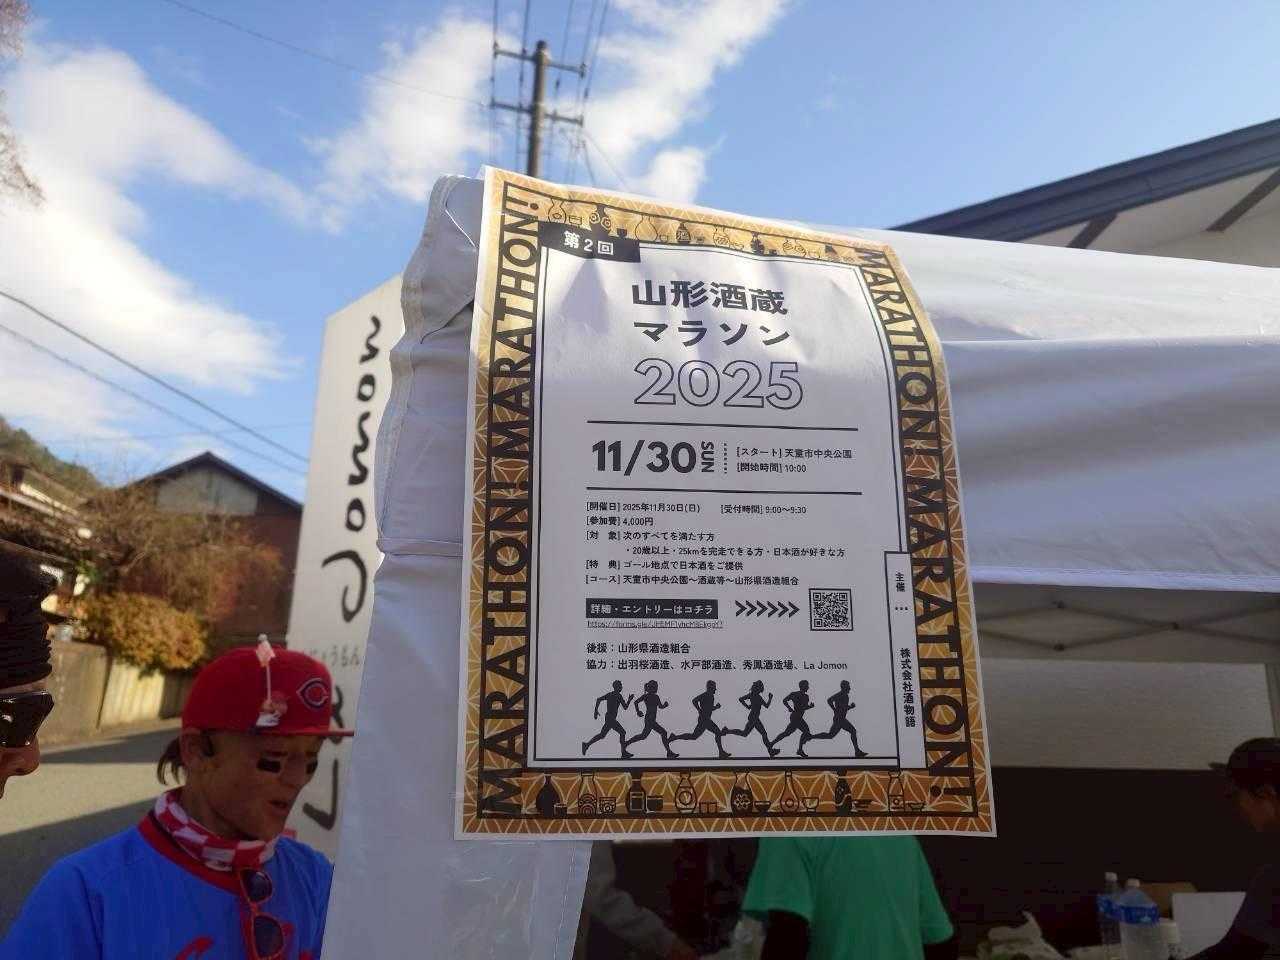 第2回
山形酒蔵
マラソン
2025
11/30 SUN
[スタート] 天童市中央公園
[開始時間] 10:00
[開催日] 2025年11月30日(日) [受付時間] 9:00〜9:30
[参加費] 4,000円
[対 象] 次のすべてを満たす方
・20歳以上・25kmを完走できる方・日本酒が好きな方
[特 典] ゴール地点で日本酒をご提供
[コース] 天童市中央公園〜酒蔵等〜山形県酒造組合
詳細・エントリーはコチラ
後援：山形県酒造組合
協力：出羽桜酒造、水戸部酒造、秀鳳酒造場、La Jomon
主催 … 株式会社酒物語
MARATHON! MARATHON! MARATHON!
MARATHON! MARATHON! MARATHON!
La Jomon
じょうもん
C